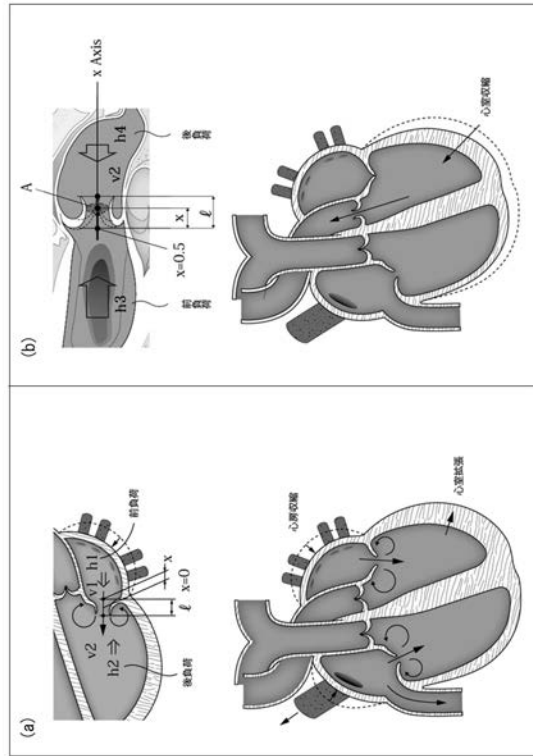 (a)
前負荷
h1
v1
x
x=0
ℓ
v2
h2
後負荷
心房収縮
心室拡張
(b)
A
x Axis
h3
前負荷
x=0.5
x
ℓ
v2
h4
後負荷
心室収縮